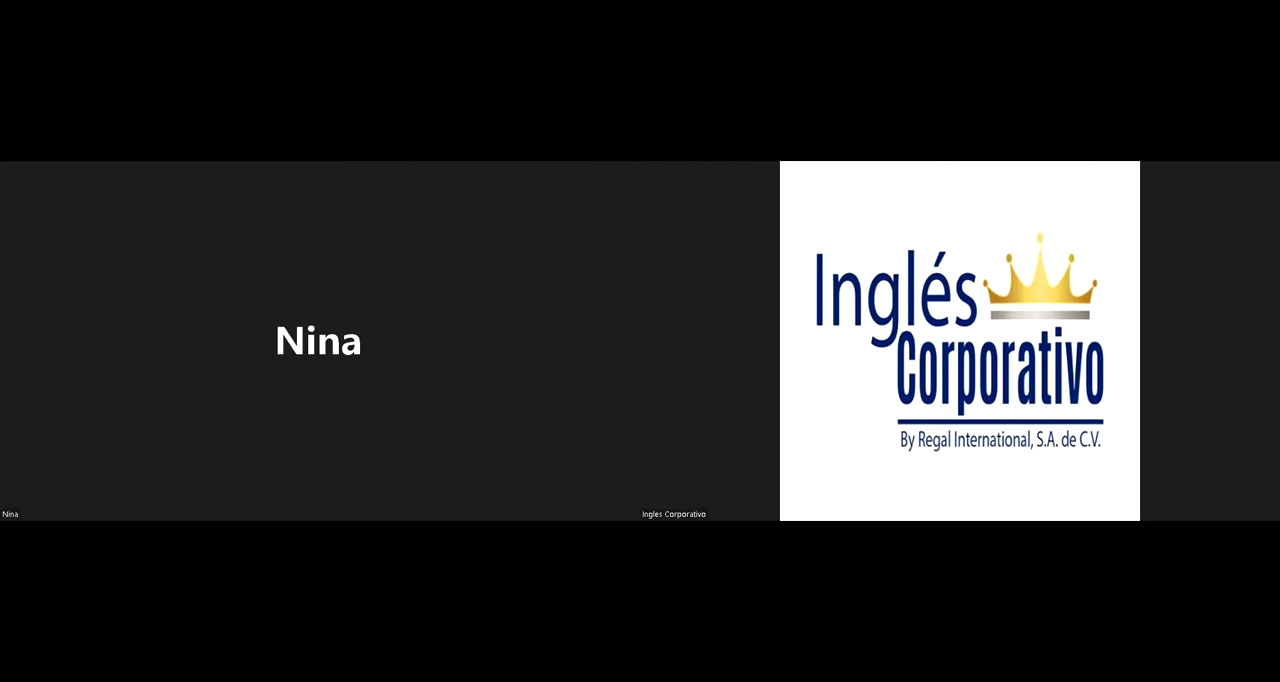 Nina
Nina
Inglés
Corporativo
By Regal International, S.A. de C.V.
Ingles Corporativo